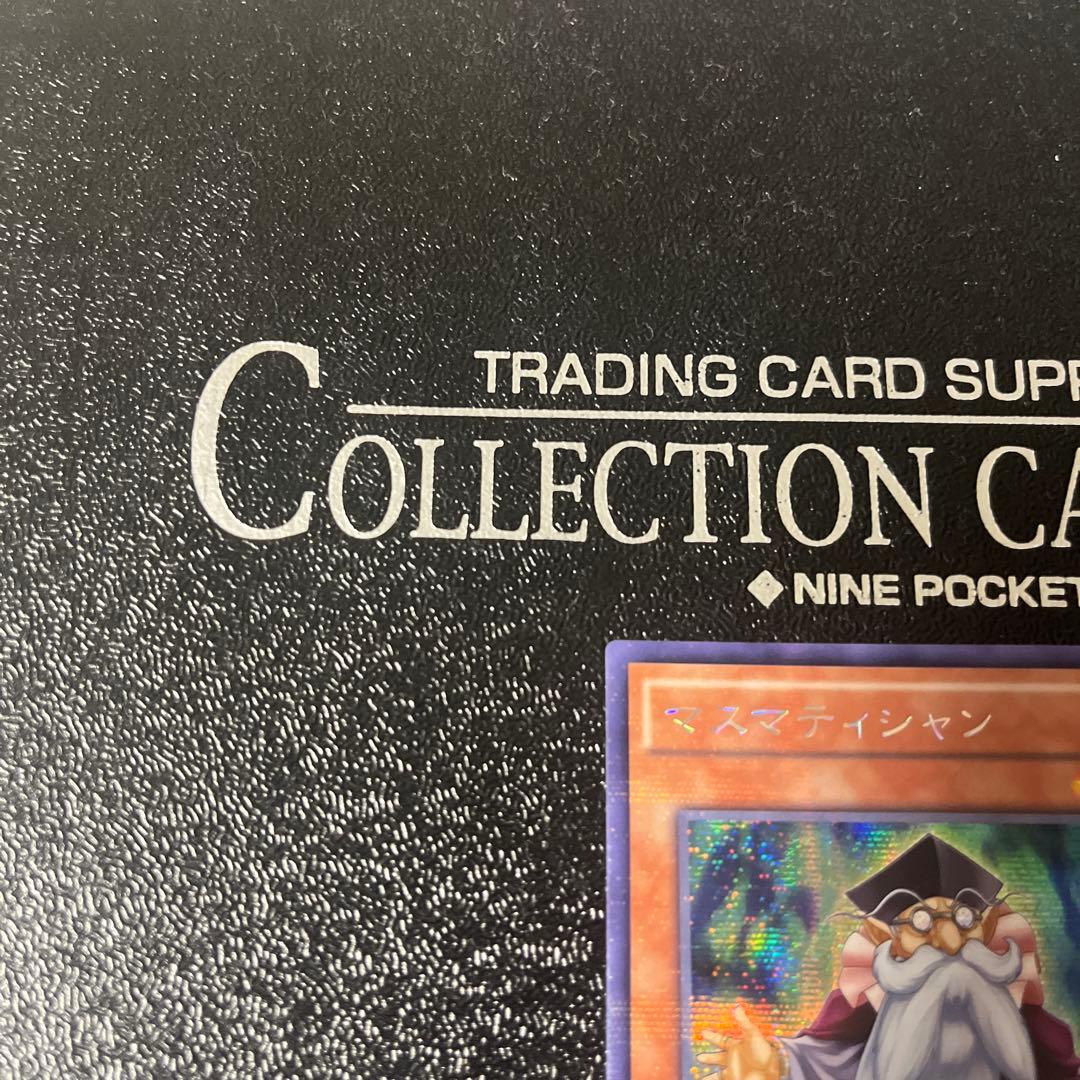 TRADING CARD SUPP
COLLECTION CA
◆NINE POCKET
マスマティシャン